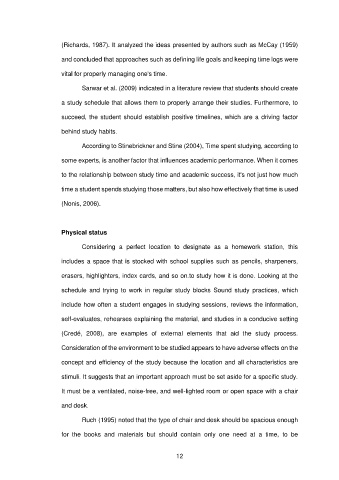 (Richards, 1987). It analyzed the ideas presented by authors such as McCay (1959)
and concluded that approaches such as defining life goals and keeping time logs were
vital for properly managing one's time.
Sarwar et al. (2009) indicated in a literature review that students should create
a study schedule that allows them to properly arrange their studies. Furthermore, to
succeed, the student should establish positive timelines, which are a driving factor
behind study habits.
According to Stinebrickner and Stine (2004), Time spent studying, according to
some experts, is another factor that influences academic performance. When it comes
to the relationship between study time and academic success, it's not just how much
time a student spends studying those matters, but also how effectively that time is used
(Nonis, 2006).
Physical status
Considering a perfect location to designate as a homework station, this
includes a space that is stocked with school supplies such as pencils, sharpeners,
erasers, highlighters, index cards, and so on.to study how it is done. Looking at the
schedule and trying to work in regular study blocks Sound study practices, which
include how often a student engages in studying sessions, reviews the Information,
self-evaluates, rehearses explaining the material, and studies in a conducive setting
(Credé, 2008), are examples of external elements that aid the study process.
Consideration of the environment to be studied appears to have adverse effects on the
concept and efficiency of the study because the location and all characteristics are
stimuli. It suggests that an important approach must be set aside for a specific study.
It must be a ventilated, noise-free, and well-lighted room or open space with a chair
and desk.
Ruch (1995) noted that the type of chair and desk should be spacious enough
for the books and materials but should contain only one need at a time, to be
12